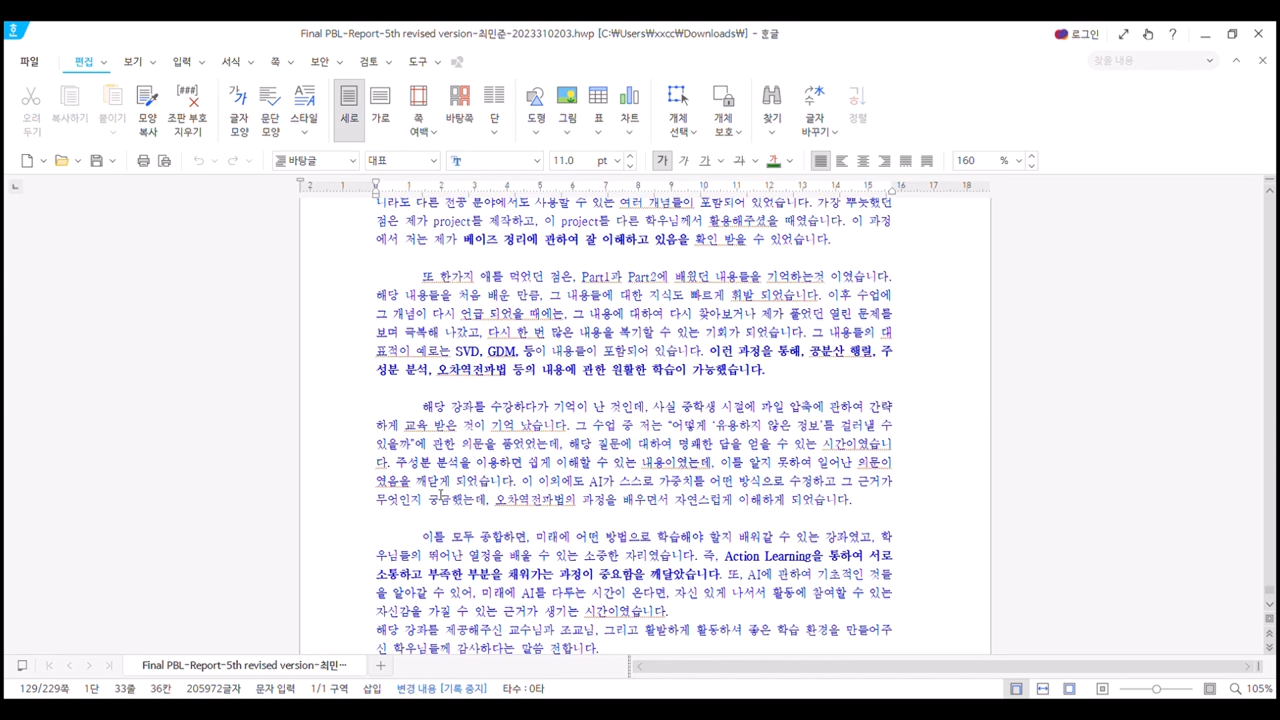 Final PBL-Report-5th revised version-최민준-2023310203.hwp [C:₩Users₩xxcc₩Downloads₩] - 한글
로그인
파일 편집 보기 입력 서식 쪽 보안 검토 도구 찾을 내용
오려 두기 복사하기 붙이기 모양 복사 조판 부호 지우기 글자 모양 문단 모양 스타일 세로 가로 쪽 여백 바탕쪽 단 도형 그림 표 차트 개체 선택 개체 보호 찾기 글자 바꾸기 정렬
바탕글 대표 11.0 pt 가 가 가 가 가 160 %
2 1 1 2 3 4 5 6 7 8 9 10 11 12 13 14 15 16 17 18
니라도 다른 전공 분야에서도 사용할 수 있는 여러 개념들이 포함되어 있었습니다. 가장 뿌듯했던
점은 제가 project를 제작하고, 이 project를 다른 학우님께서 활용해주셨을 때였습니다. 이 과정
에서 저는 제가 베이즈 정리에 관하여 잘 이해하고 있음을 확인 받을 수 있었습니다.
또 한가지 애를 먹었던 점은, Part1과 Part2에 배웠던 내용들을 기억하는것 이였습니다.
해당 내용들을 처음 배운 만큼, 그 내용들에 대한 지식도 빠르게 휘발 되었습니다. 이후 수업에
그 개념이 다시 언급 되었을 때에는, 그 내용에 대하여 다시 찾아보거나 제가 풀었던 열린 문제를
보며 극복해 나갔고, 다시 한 번 많은 내용을 복기할 수 있는 기회가 되었습니다. 그 내용들의 대
표적이 예로는 SVD, GDM, 등이 내용들이 포함되어 있습니다. 이런 과정을 통해, 공분산 행렬, 주
성분 분석, 오차역전파법 등의 내용에 관한 원활한 학습이 가능했습니다.
해당 강좌를 수강하다가 기억이 난 것인데, 사실 중학생 시절에 파일 압축에 관하여 간략
하게 교육 받은 것이 기억 났습니다. 그 수업 중 저는 “어떻게 ‘유용하지 않은 정보’를 걸러낼 수
있을까”에 관한 의문을 품었었는데, 해당 질문에 대하여 명쾌한 답을 얻을 수 있는 시간이였습니
다. 주성분 분석을 이용하면 쉽게 이해할 수 있는 내용이였는데, 이를 알지 못하여 일어난 의문이
였음을 깨닫게 되었습니다. 이 이외에도 AI가 스스로 가중치를 어떤 방식으로 수정하고 그 근거가
무엇인지 궁금했는데, 오차역전파법의 과정을 배우면서 자연스럽게 이해하게 되었습니다.
이를 모두 종합하면, 미래에 어떤 방법으로 학습해야 할지 배워갈 수 있는 강좌였고, 학
우님들의 뛰어난 열정을 배울 수 있는 소중한 자리였습니다. 즉, Action Learning을 통하여 서로
소통하고 부족한 부분을 채워가는 과정이 중요함을 깨달았습니다. 또, AI에 관하여 기초적인 것들
을 알아갈 수 있어, 미래에 AI를 다루는 시간이 온다면, 자신 있게 나서서 활동에 참여할 수 있는
자신감을 가질 수 있는 근거가 생기는 시간이였습니다.
해당 강좌를 제공해주신 교수님과 조교님, 그리고 활발하게 활동하셔 좋은 학습 환경을 만들어주
신 학우님들께 감사하다는 말씀 전합니다.
Final PBL-Report-5th revised version-최민…
129/229쪽 1단 33줄 36칸 205972글자 문자 입력 1/1 구역 삽입 변경 내용 [기록 중지] 타수 : 0타 105%